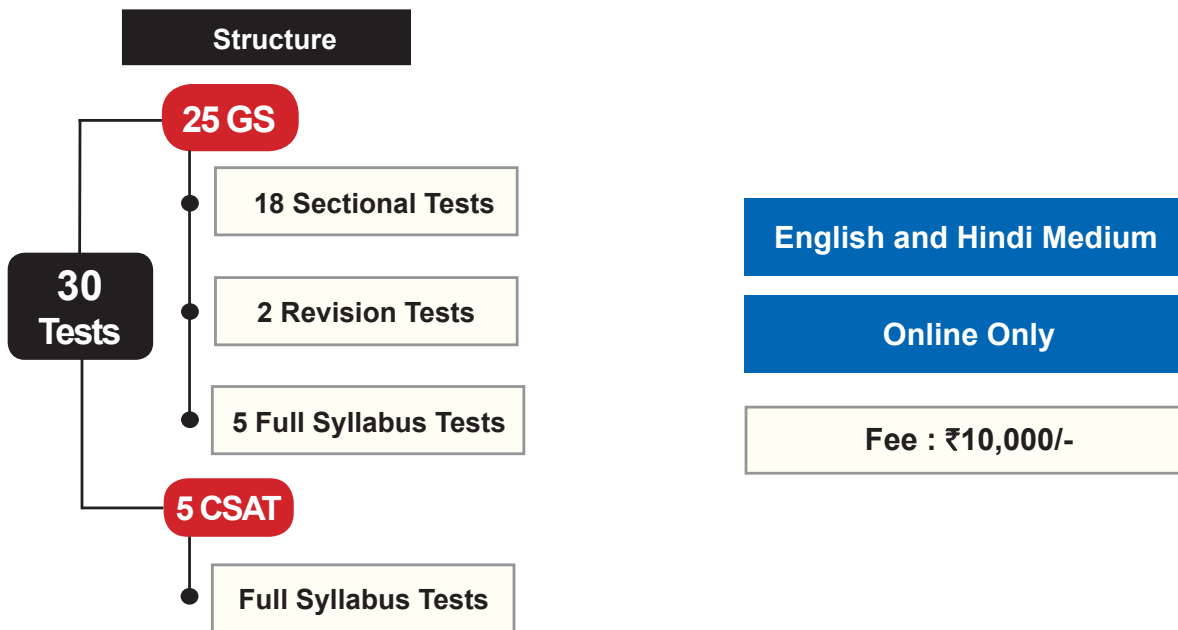 Structure
25 GS
18 Sectional Tests
2 Revision Tests
5 Full Syllabus Tests
30
Tests
5 CSAT
Full Syllabus Tests
English and Hindi Medium
Online Only
Fee : ₹10,000/-